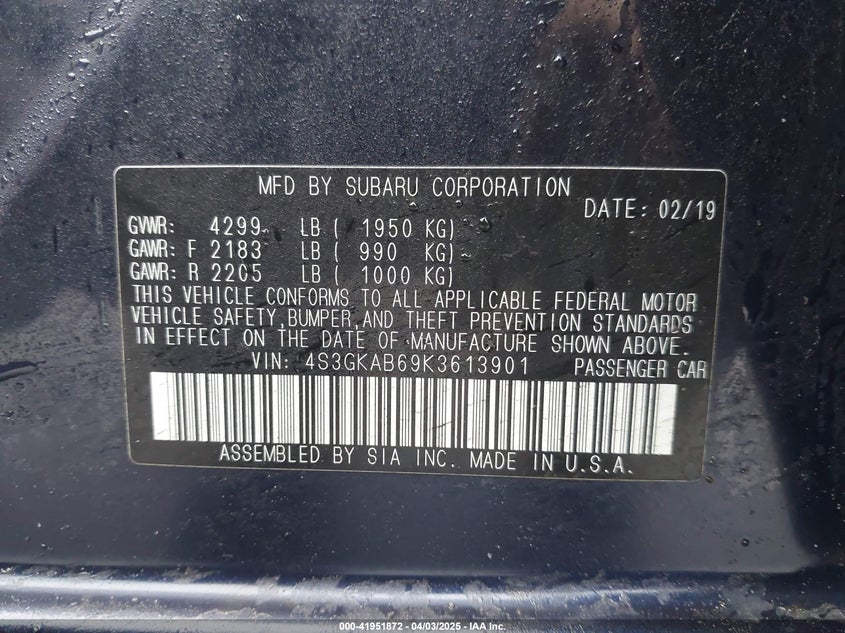 MFD BY SUBARU CORPORATION
DATE: 02/19
GVWR: 4299 LB ( 1950 KG)
GAWR: F 2183 LB ( 990 KG)
GAWR: R 2205 LB ( 1000 KG)
THIS VEHICLE CONFORMS TO ALL APPLICABLE FEDERAL MOTOR
VEHICLE SAFETY,BUMPER,AND THEFT PREVENTION STANDARDS
IN EFFECT ON THE DATE OF MANUFACTURE SHOWN ABOVE.
VIN: 4S3GKAB69K3613901 PASSENGER CAR
ASSEMBLED BY SIA INC. MADE IN U.S.A.
000-41951872 - 04/03/2025 - IAA Inc.